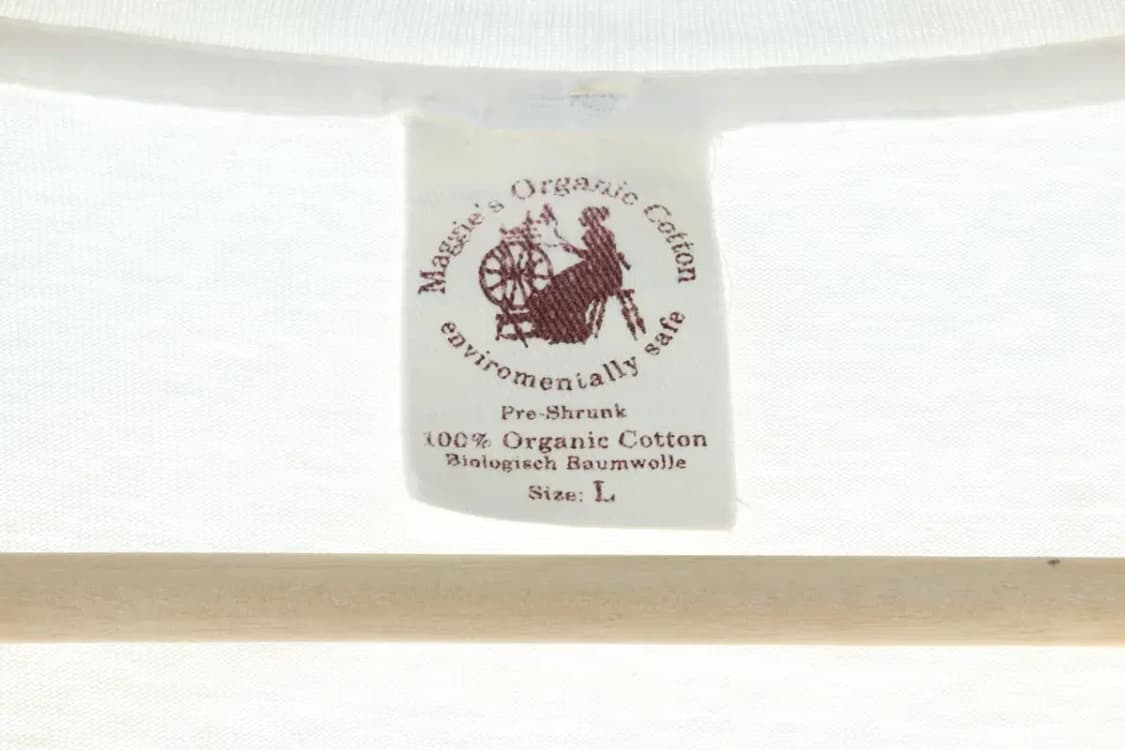 Maggie's Organic Cotton
enviromentally safe
Pre-Shrunk
100% Organic Cotton
Biologisch Baumwolle
Size: L